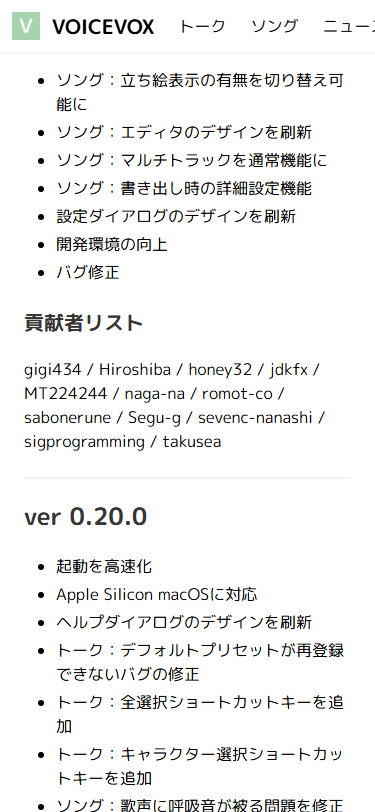 V VOICEVOX トーク ソング ニュース
ソング：立ち絵表示の有無を切り替え可
能に
ソング：エディタのデザインを刷新
ソング：マルチトラックを通常機能に
ソング：書き出し時の詳細設定機能
設定ダイアログのデザインを刷新
開発環境の向上
バグ修正
貢献者リスト
gigi434 / Hiroshiba / honey32 / jdkfx /
MT224244 / naga-na / romot-co /
sabonerune / Segu-g / sevenc-nanashi /
sigprogramming / takusea
ver 0.20.0
起動を高速化
Apple Silicon macOSに対応
ヘルプダイアログのデザインを刷新
トーク：デフォルトプリセットが再登録
できないバグの修正
トーク：全選択ショートカットキーを追
加
トーク：キャラクター選択ショートカッ
トキーを追加
ソング：歌声に呼吸音が被る問題を修正